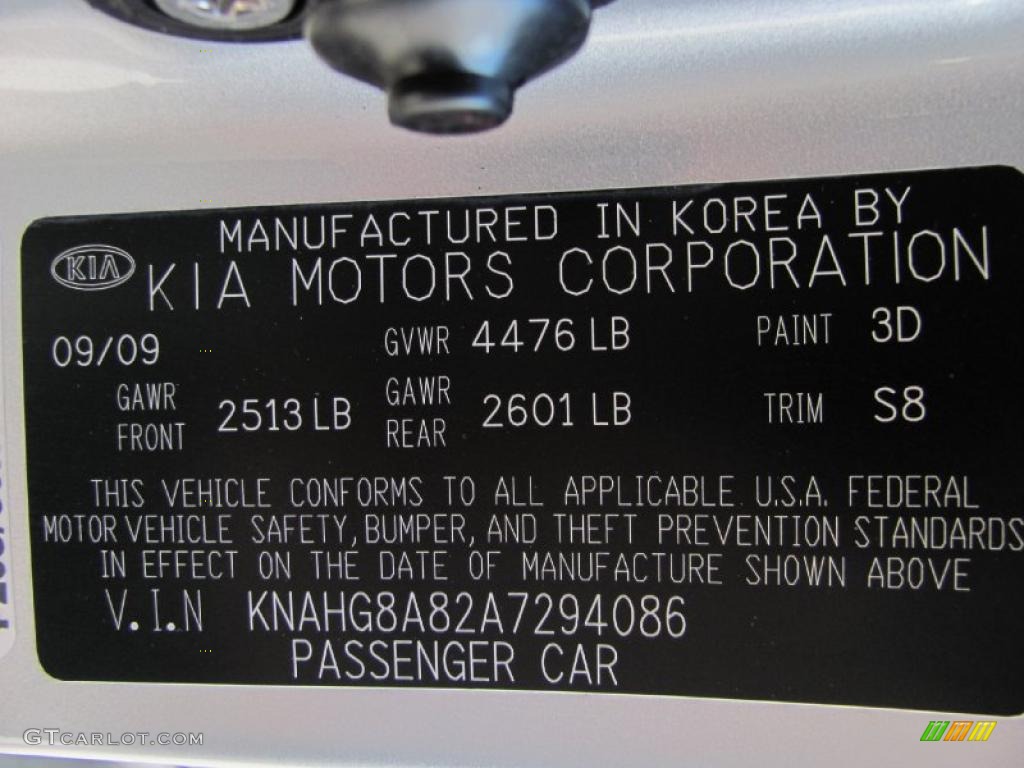 MANUFACTURED IN KOREA BY
KIA KIA MOTORS CORPORATION
09/09 GVWR 4476 LB PAINT 3D
GAWR FRONT 2513 LB GAWR REAR 2601 LB TRIM S8
THIS VEHICLE CONFORMS TO ALL APPLICABLE U.S.A. FEDERAL
MOTOR VEHICLE SAFETY, BUMPER, AND THEFT PREVENTION STANDARDS
IN EFFECT ON THE DATE OF MANUFACTURE SHOWN ABOVE
V.I.N KNAHG8A82A7294086
PASSENGER CAR
GTCARLOT.COM